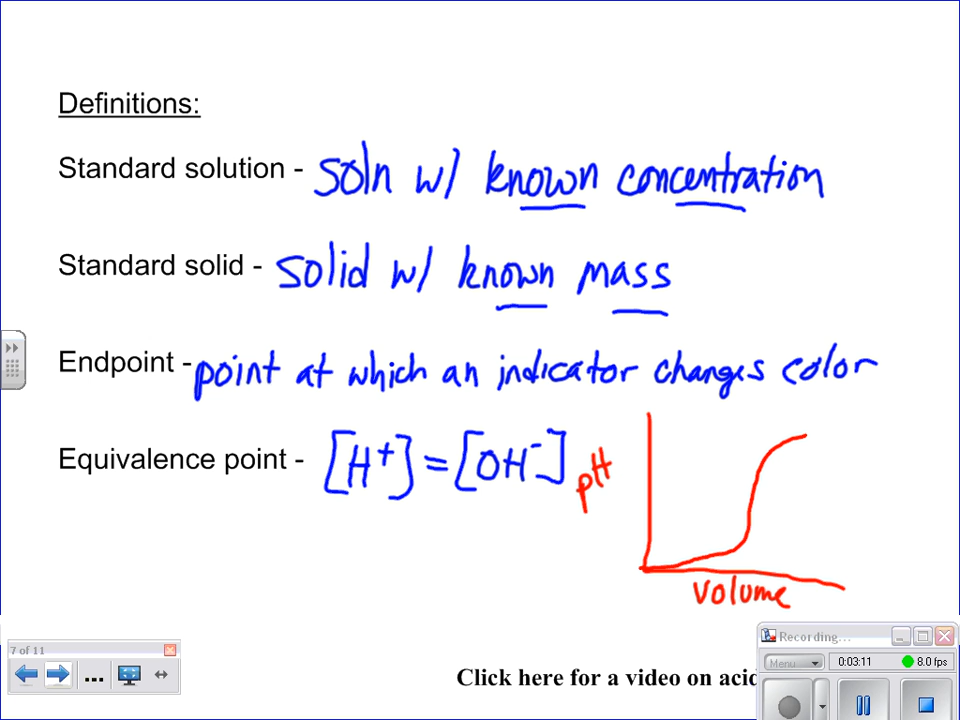 Definitions:
Standard solution - soln w/ known concentration
Standard solid - solid w/ known mass
Endpoint - point at which an indicator changes color
Equivalence point - [H+] = [OH-]
pH
volume
7 of 11
...
Click here for a video on acid
Recording...
Menu
0:03:11
8.0 fps